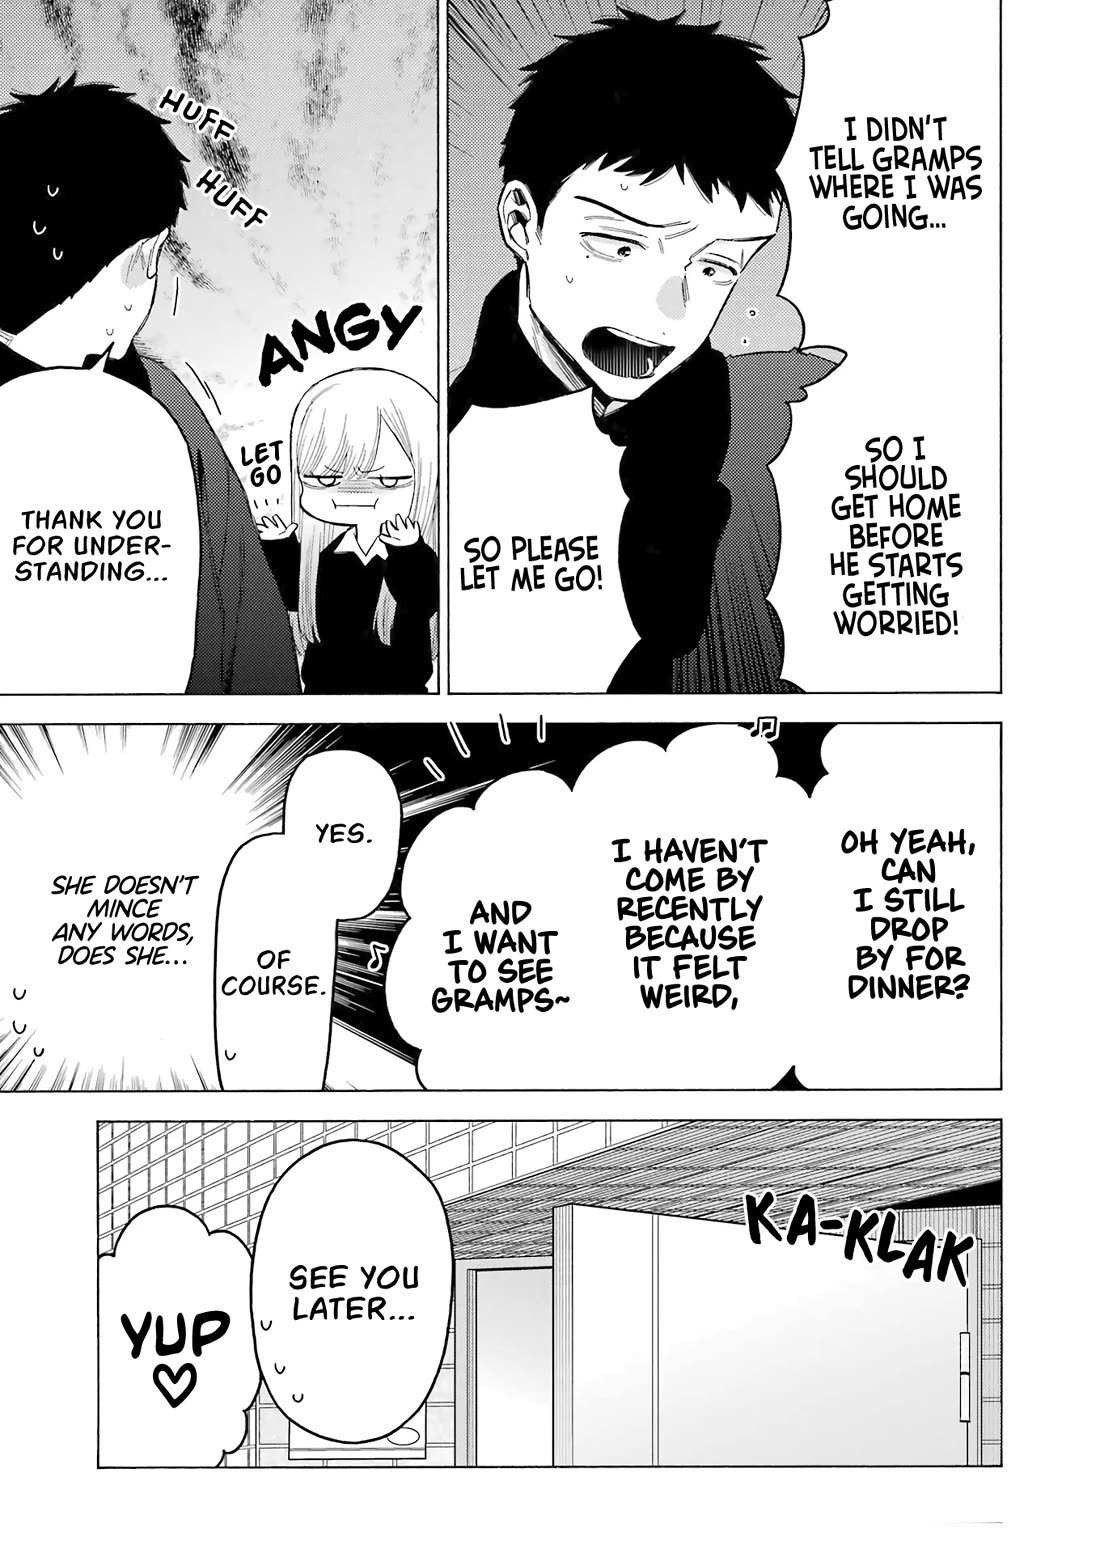 I DIDN'T
TELL GRAMPS
WHERE I WAS
GOING...
SO I
SHOULD
GET HOME
BEFORE
HE STARTS
GETTING
WORRIED!
SO PLEASE
LET ME GO!
HUFF
HUFF
ANGY
LET
GO
THANK YOU
FOR UNDER-
STANDING...
OH YEAH,
CAN
I STILL
DROP
BY FOR
DINNER?
I HAVEN'T
COME BY
RECENTLY
BECAUSE
IT FELT
WEIRD,
AND
I WANT
TO SEE
GRAMPS~
YES.
OF
COURSE.
SHE DOESN'T
MINCE
ANY WORDS,
DOES SHE...
KA-KLAK
SEE YOU
LATER...
YUP
♡